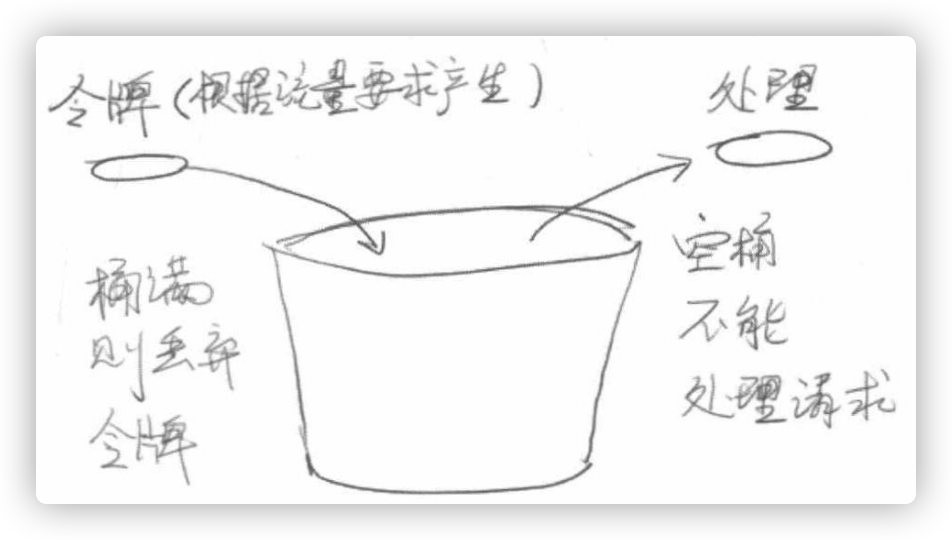 令牌(根据流量要求产生)
处理
桶满
则丢弃
令牌
空桶
不能
处理请求